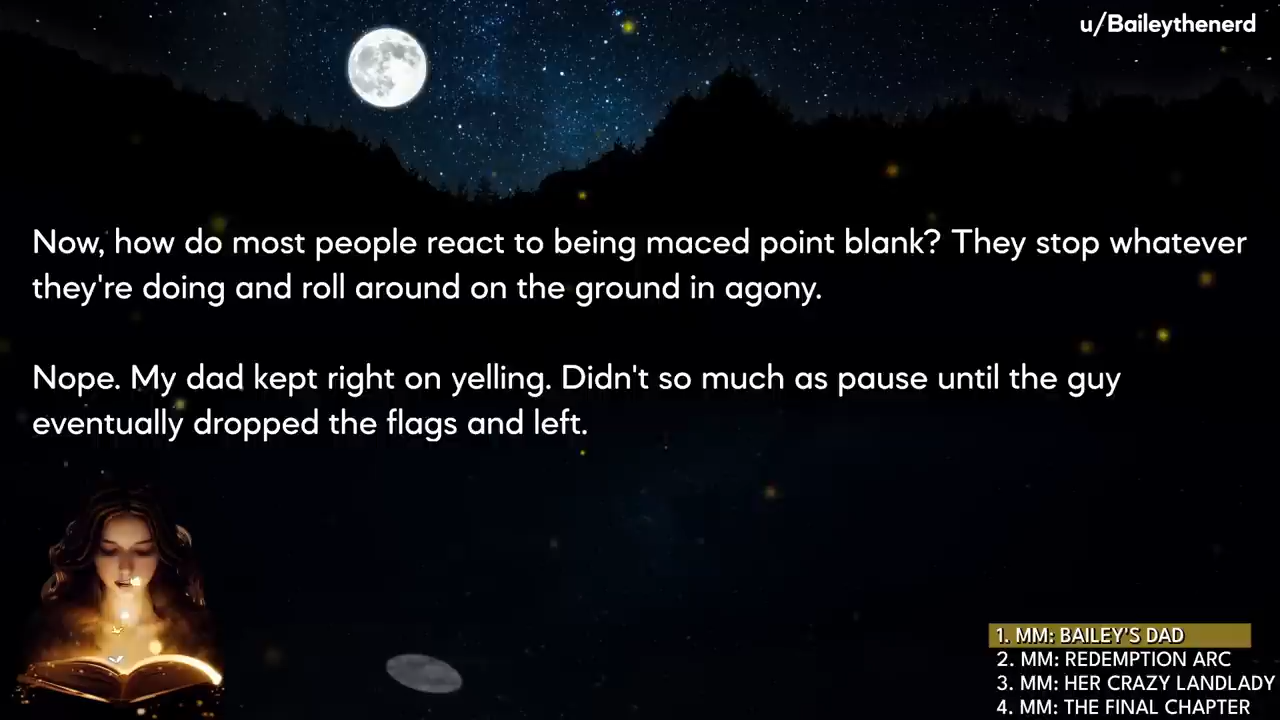 u/Baileythenerd
Now, how do most people react to being maced point blank? They stop whatever
they're doing and roll around on the ground in agony.
Nope. My dad kept right on yelling. Didn't so much as pause until the guy
eventually dropped the flags and left.
1. MM: BAILEY'S DAD
2. MM: REDEMPTION ARC
3. MM: HER CRAZY LANDLADY
4. MM: THE FINAL CHAPTER